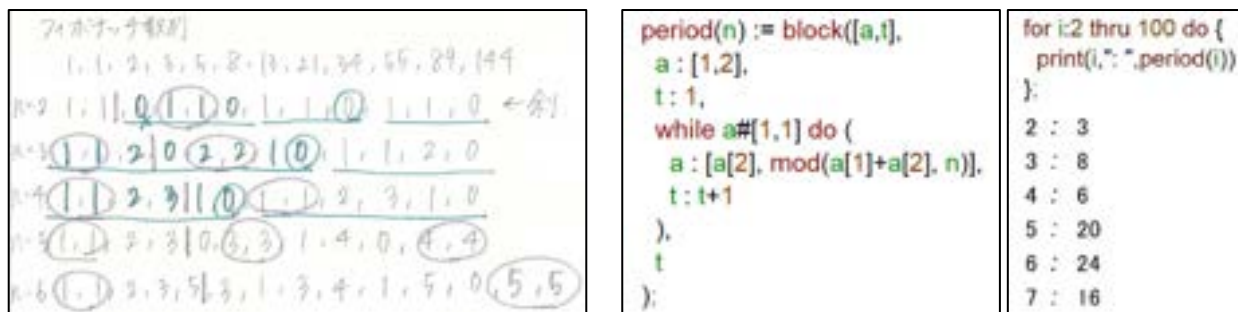 フィボナッチ数列
1, 1, 2, 3, 5, 8, 13, 21, 34, 55, 89, 144
n=2 1, 1, 0, 1, 1, 0, 1, 1, 0, 1, 1, 0 ←余り
n=3 1, 1, 2, 0, 2, 2, 1, 0, 1, 1, 2, 0
n=4 1, 1, 2, 3, 1, 0, 1, 1, 2, 3, 1, 0
n=5 1, 1, 2, 3, 0, 3, 3, 1, 4, 0, 4, 4
n=6 1, 1, 2, 3, 5, 2, 1, 3, 4, 1, 5, 0, 5, 5
period(n) := block([a,t],
a : [1,2],
t : 1,
while a#[1,1] do (
a : [a[2], mod(a[1]+a[2], n)],
t : t+1
),
t
);
for i:2 thru 100 do (
print(i,": ",period(i))
);
2 : 3
3 : 8
4 : 6
5 : 20
6 : 24
7 : 16